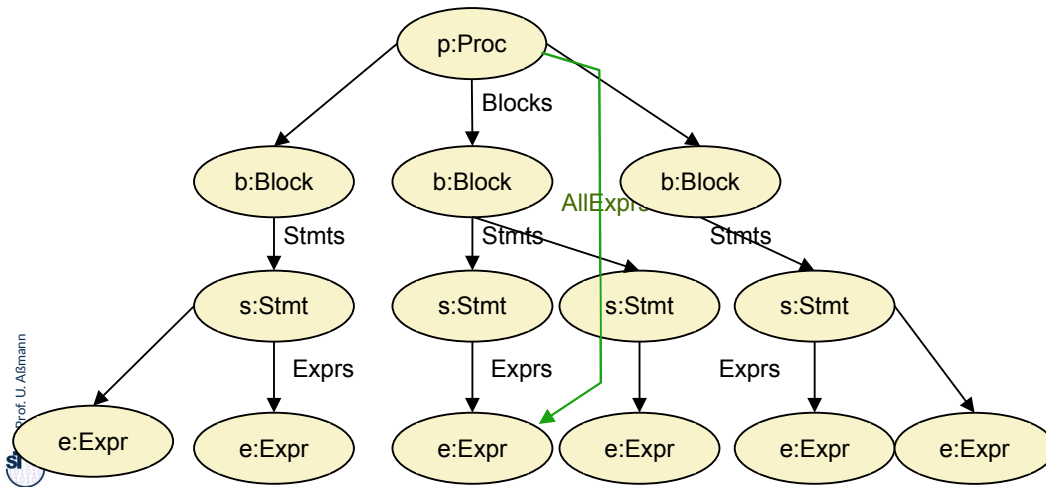 p:Proc
Blocks
b:Block
b:Block
b:Block
AllExprs
Stmts
Stmts
Stmts
s:Stmt
s:Stmt
s:Stmt
s:Stmt
Exprs
Exprs
Exprs
e:Expr
e:Expr
e:Expr
e:Expr
e:Expr
e:Expr
Prof. U. Aßmann